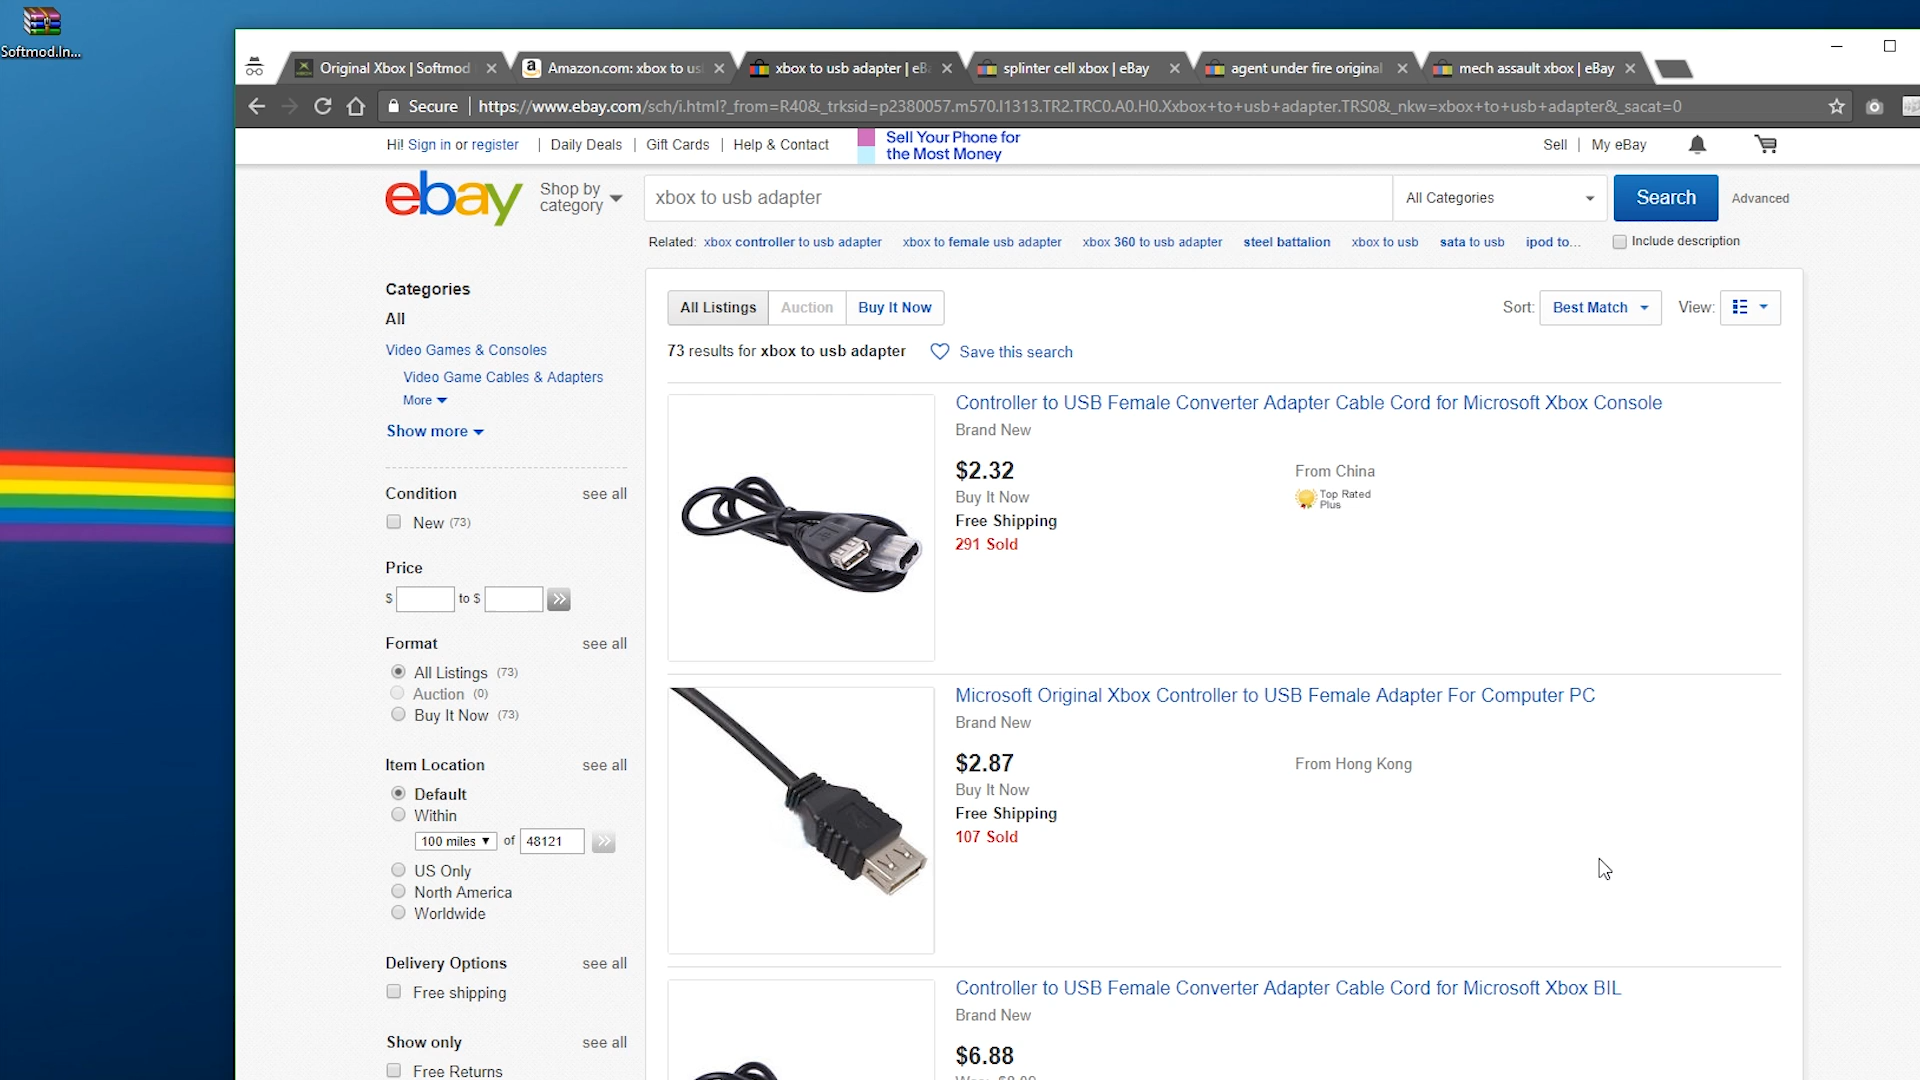 Softmod.In...
Original Xbox | Softmod
Amazon.com: xbox to us
xbox to usb adapter | eB
splinter cell xbox | eBay
agent under fire original
mech assault xbox | eBay
Secure
https://www.ebay.com/sch/i.html?_from=R40&_trksid=p2380057.m570.l1313.TR2.TRC0.A0.H0.Xxbox+to+usb+adapter.TRS0&_nkw=xbox+to+usb+adapter&_sacat=0
Hi! Sign in or register | Daily Deals | Gift Cards | Help & Contact
Sell Your Phone for
the Most Money
Sell | My eBay
ebay
Shop by
category
xbox to usb adapter
All Categories
Search
Advanced
Related: xbox controller to usb adapter xbox to female usb adapter xbox 360 to usb adapter steel battalion xbox to usb sata to usb ipod to...
Include description
Categories
All
Video Games & Consoles
Video Game Cables & Adapters
More
Show more
Condition see all
New (73)
Price
$ to $
Format see all
All Listings (73)
Auction (0)
Buy It Now (73)
Item Location see all
Default
Within
100 miles of 48121
US Only
North America
Worldwide
Delivery Options see all
Free shipping
Show only see all
Free Returns
All Listings Auction Buy It Now
Sort: Best Match View:
73 results for xbox to usb adapter
Save this search
Controller to USB Female Converter Adapter Cable Cord for Microsoft Xbox Console
Brand New
$2.32
Buy It Now
Free Shipping
291 Sold
From China
Top Rated
Plus
Microsoft Original Xbox Controller to USB Female Adapter For Computer PC
Brand New
$2.87
Buy It Now
Free Shipping
107 Sold
From Hong Kong
Controller to USB Female Converter Adapter Cable Cord for Microsoft Xbox BIL
Brand New
$6.88